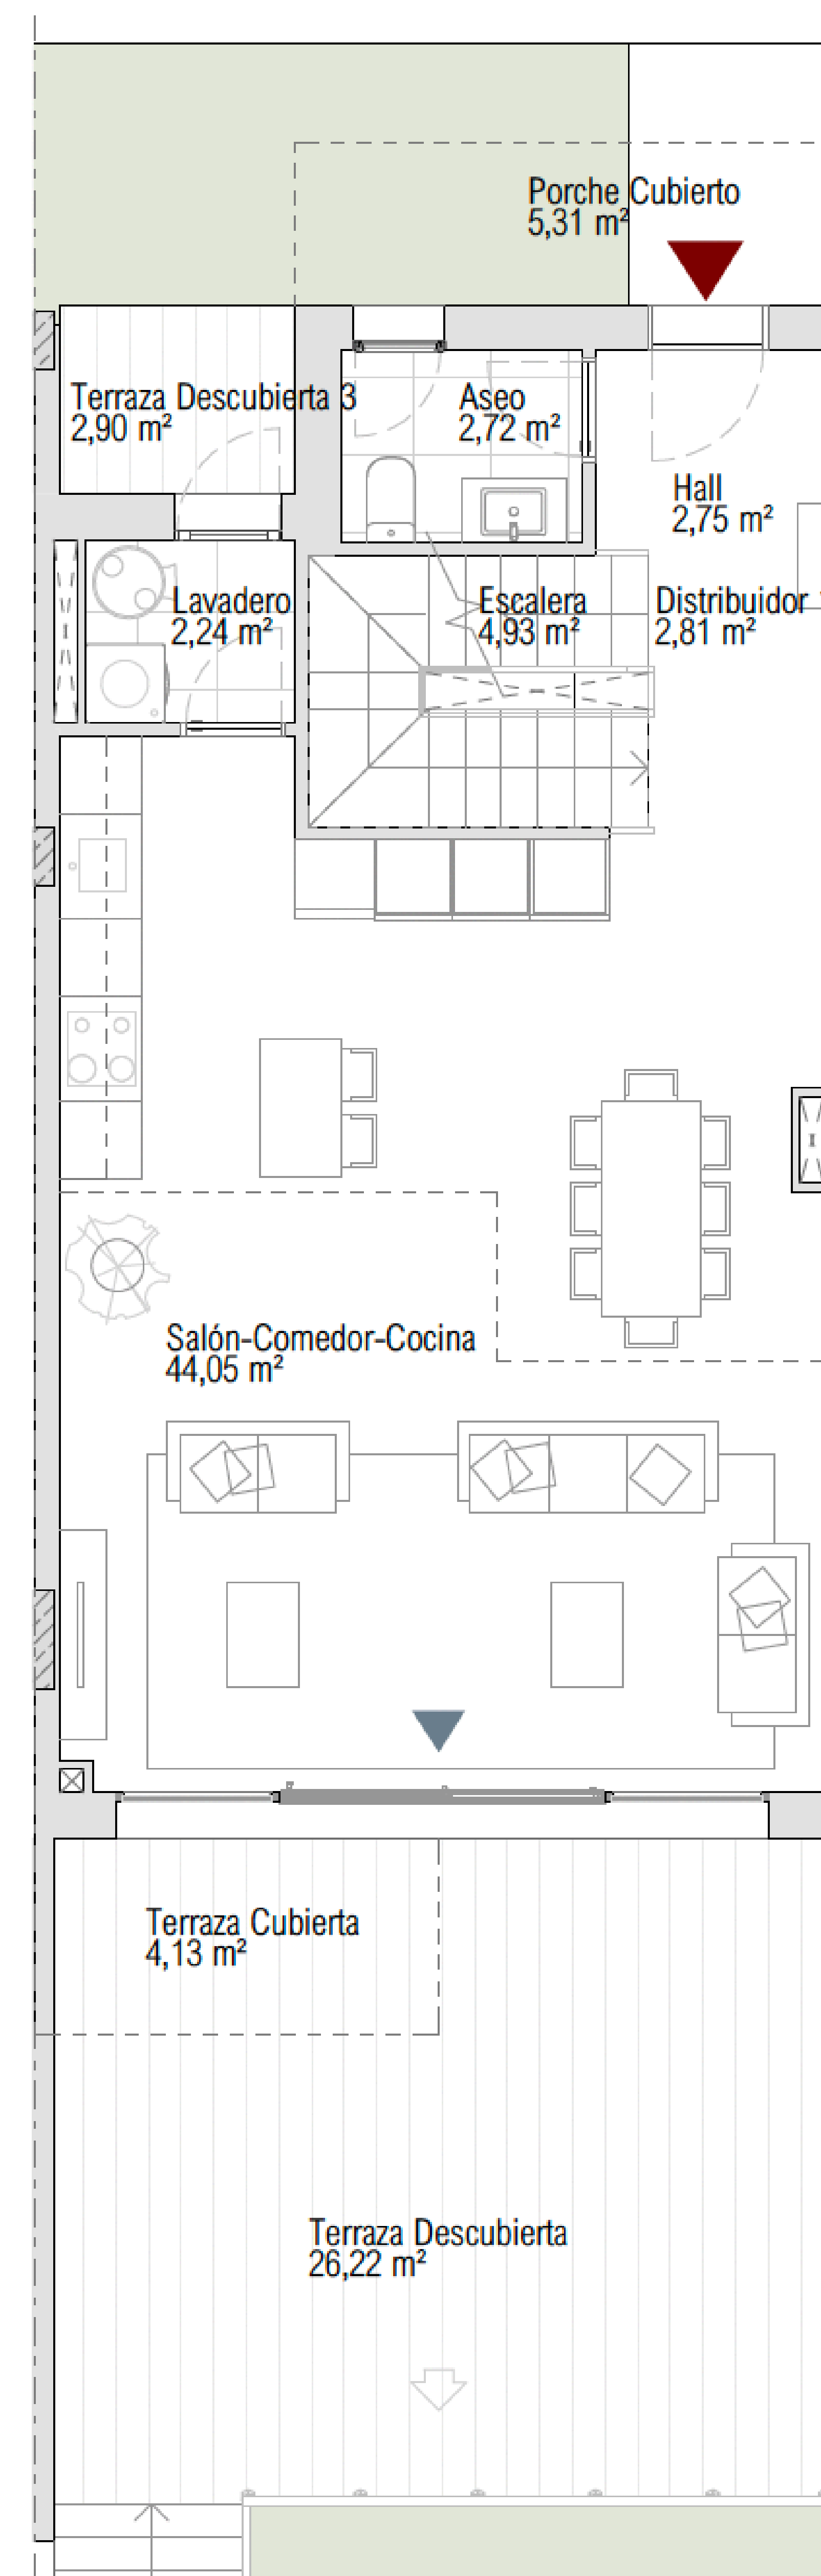 Porche Cubierto
5,31 m²
Terraza Descubierta 3
2,90 m²
Aseo
2,72 m²
Hall
2,75 m²
Lavadero
2,24 m²
Escalera
4,93 m²
Distribuidor
2,81 m²
Salón-Comedor-Cocina
44,05 m²
Terraza Cubierta
4,13 m²
Terraza Descubierta
26,22 m²